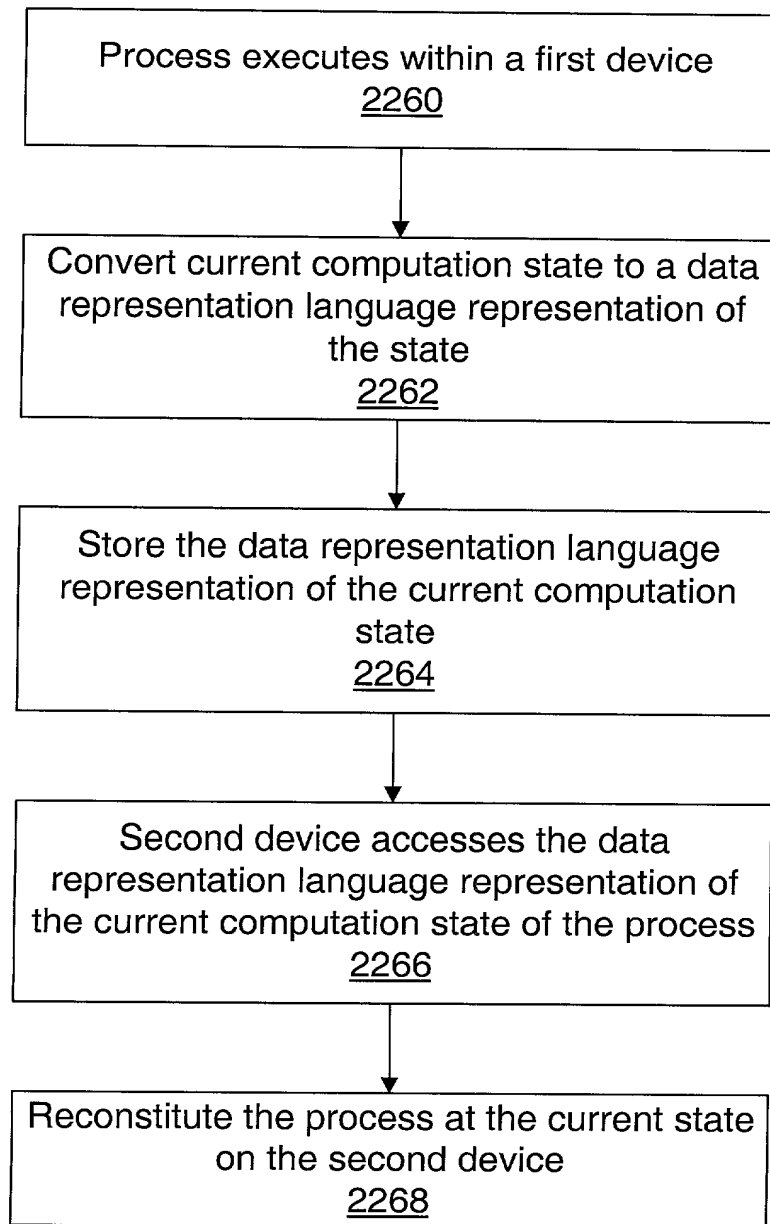 Process executes within a first device
2260
Convert current computation state to a data
representation language representation of
the state
2262
Store the data representation language
representation of the current computation
state
2264
Second device accesses the data
representation language representation of
the current computation state of the process
2266
Reconstitute the process at the current state
on the second device
2268